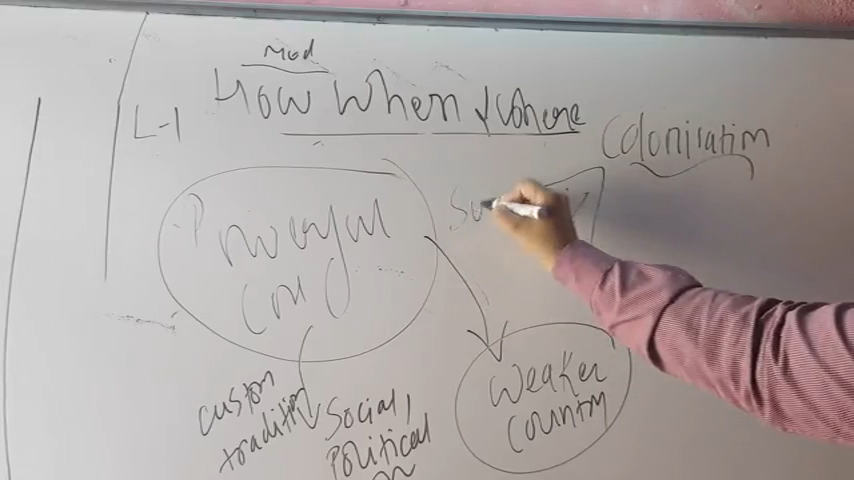 Mod
L-1 How When & Where
Colonisation
Powerful
Con
Weaker
Country
custom
tradition
Social,
Political